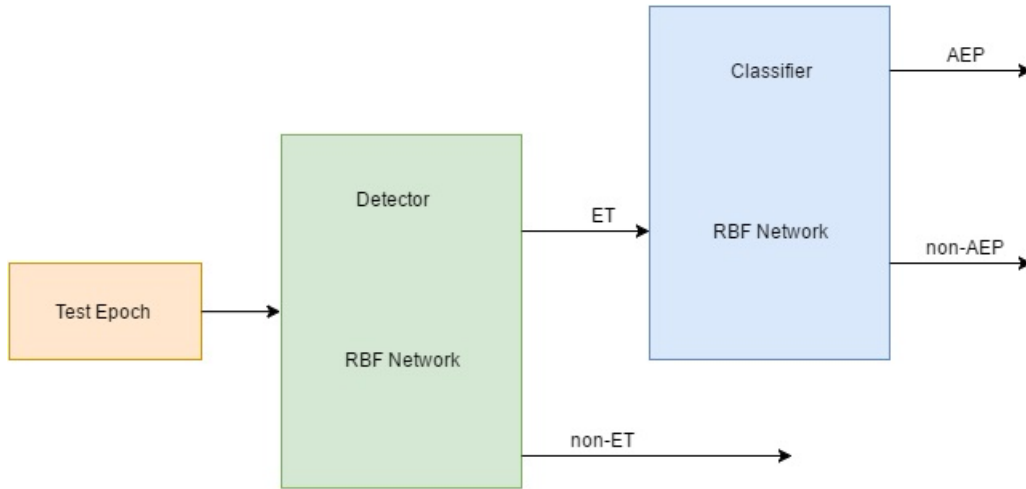 Test Epoch
Detector
RBF Network
ET
non-ET
Classifier
RBF Network
AEP
non-AEP